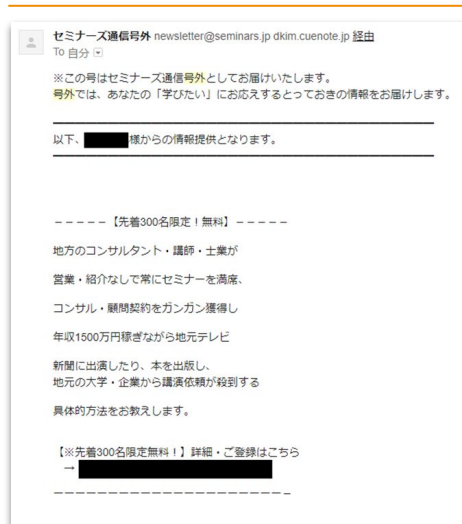 セミナーズ通信号外 newsletter@seminars.jp dkim.cuenote.jp 経由
To 自分
※この号はセミナーズ通信号外としてお届けいたします。
号外では、あなたの「学びたい」にお応えするとっておきの情報をお届けします。
以下、 様からの情報提供となります。
－－－－－【先着300名限定！無料】－－－－－
地方のコンサルタント・講師・士業が
営業・紹介なしで常にセミナーを満席、
コンサル・顧問契約をガンガン獲得し
年収1500万円稼ぎながら地元テレビ
新聞に出演したり、本を出版し、
地元の大学・企業から講演依頼が殺到する
具体的方法をお教えします。
【※先着300名限定無料！】詳細・ご登録はこちら
→